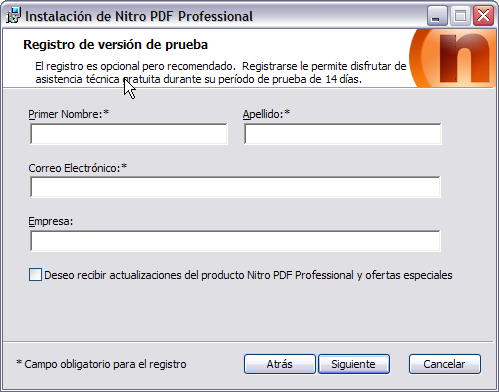 Instalación de Nitro PDF Professional
Registro de versión de prueba
El registro es opcional pero recomendado. Registrarse le permite disfrutar de
asistencia técnica gratuita durante su período de prueba de 14 días.
n
Primer Nombre:* Apellido:*
Correo Electrónico:*
Empresa:
Deseo recibir actualizaciones del producto Nitro PDF Professional y ofertas especiales
* Campo obligatorio para el registro Atrás Siguiente Cancelar